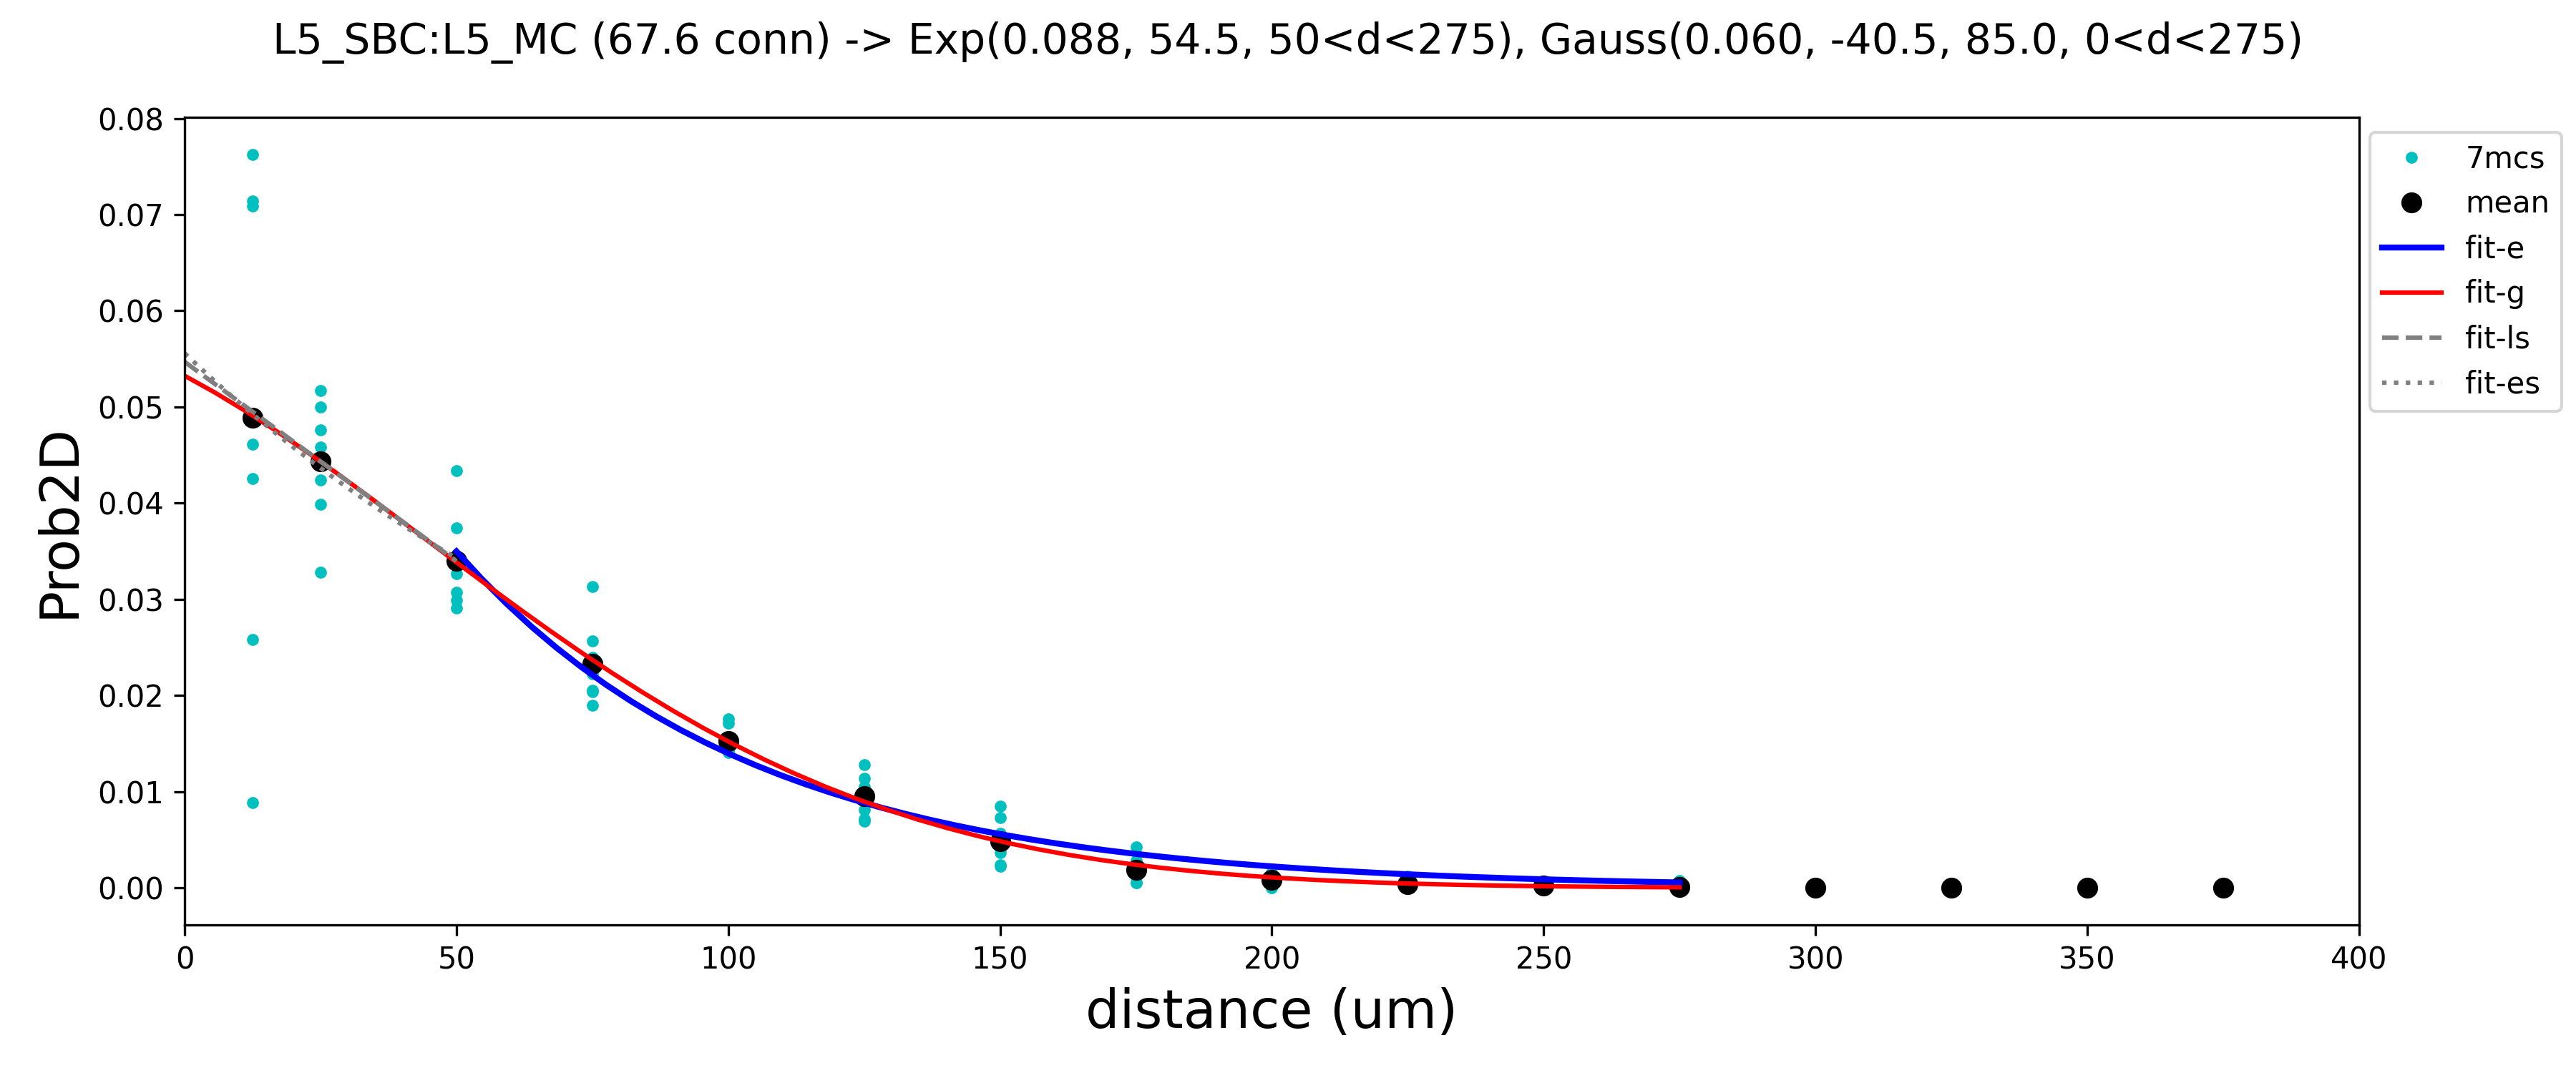 L5_SBC:L5_MC (67.6 conn) -> Exp(0.088, 54.5, 50<d<275), Gauss(0.060, -40.5, 85.0, 0<d<275)
0.08
0.07
0.06
0.05
0.04
0.03
0.02
0.01
0.00
Prob2D
0 50 100 150 200 250 300 350 400
distance (um)
7mcs
mean
fit-e
fit-g
fit-ls
fit-es